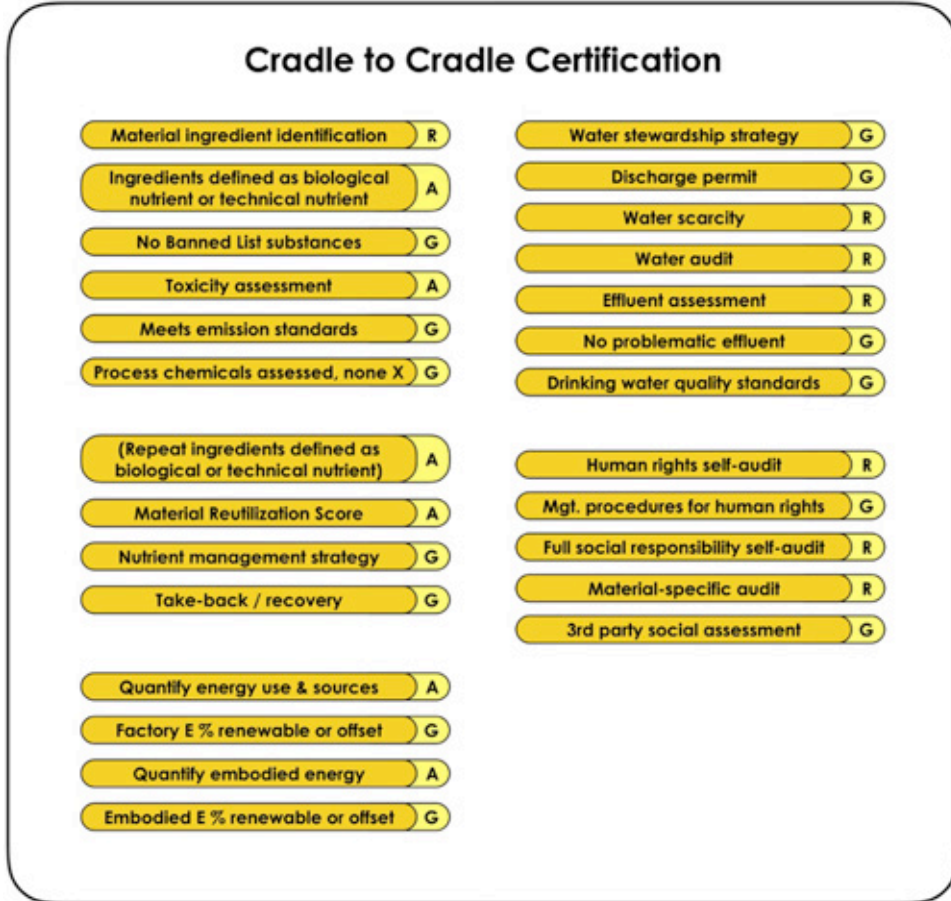 Cradle to Cradle Certification
Material ingredient identification R
Ingredients defined as biological
nutrient or technical nutrient A
No Banned List substances G
Toxicity assessment A
Meets emission standards G
Process chemicals assessed, none X G
(Repeat ingredients defined as
biological or technical nutrient) A
Material Reutilization Score A
Nutrient management strategy G
Take-back / recovery G
Quantify energy use & sources A
Factory E % renewable or offset G
Quantify embodied energy A
Embodied E % renewable or offset G
Water stewardship strategy G
Discharge permit G
Water scarcity R
Water audit R
Effluent assessment R
No problematic effluent G
Drinking water quality standards G
Human rights self-audit R
Mgt. procedures for human rights G
Full social responsibility self-audit R
Material-specific audit R
3rd party social assessment G